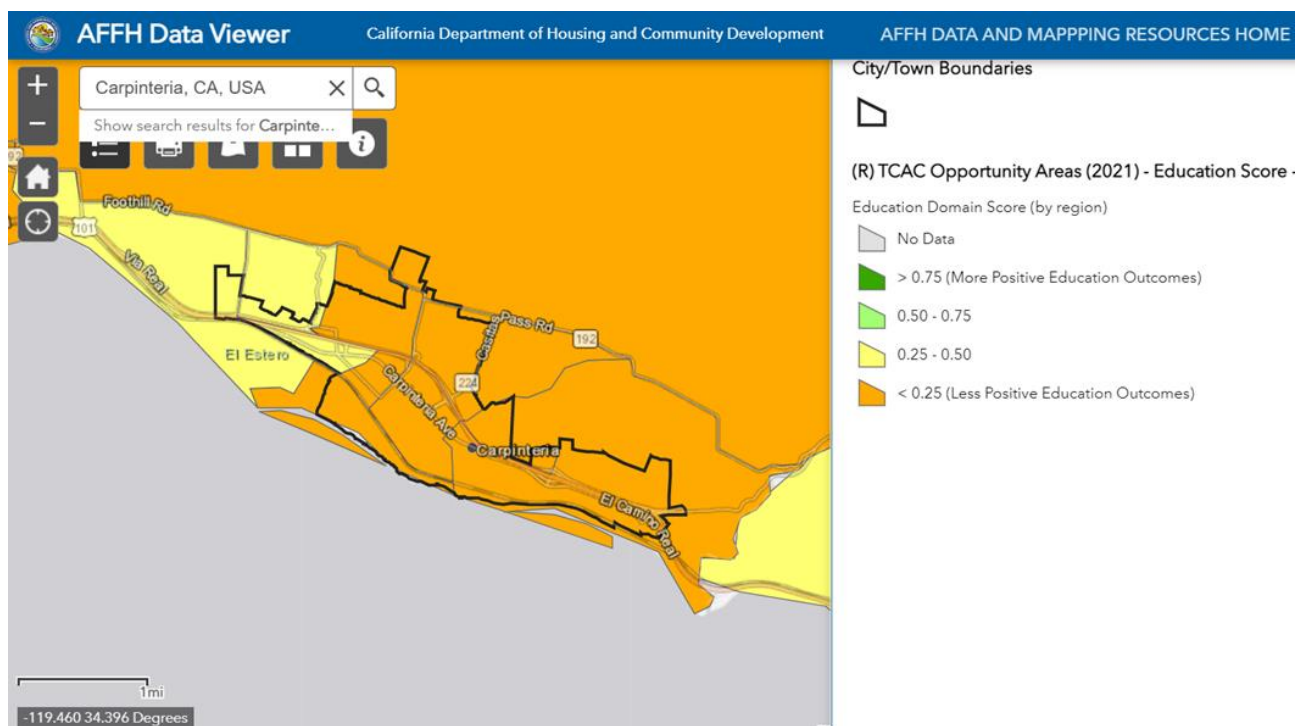 AFFH Data Viewer
California Department of Housing and Community Development
AFFH DATA AND MAPPPING RESOURCES HOME
+
Carpinteria, CA, USA
−
Show search results for Carpinte...
i
92
Foothill Rd
101
Via Real
El Estero
Pass Rd
192
Casitas
224
Carpinteria Ave
Carpinteria
El Camino Real
1mi
-119.460 34.396 Degrees
City/Town Boundaries
(R) TCAC Opportunity Areas (2021) - Education Score -
Education Domain Score (by region)
No Data
> 0.75 (More Positive Education Outcomes)
0.50 - 0.75
0.25 - 0.50
< 0.25 (Less Positive Education Outcomes)